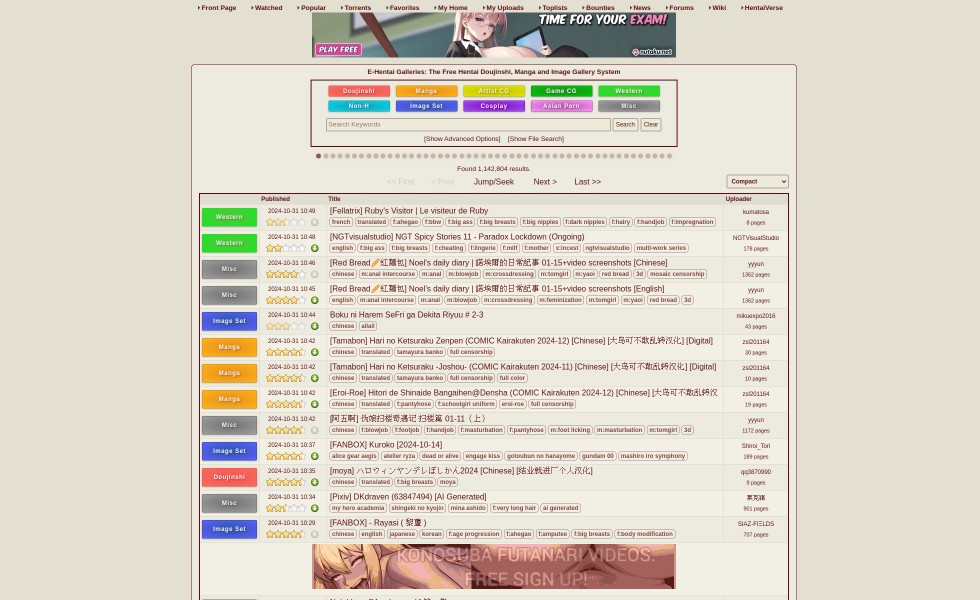 Front Page Watched Popular Torrents Favorites My Home My Uploads Toplists Bounties News Forums Wiki HentaiVerse
TIME FOR YOUR EXAM!
PLAY FREE
nutaku.net
E-Hentai Galleries: The Free Hentai Doujinshi, Manga and Image Gallery System
Doujinshi Manga Artist CG Game CG Western
Non-H Image Set Cosplay Asian Porn Misc
Search Keywords Search Clear
[Show Advanced Options] [Show File Search]
Found 1,142,804 results.
<< First < Prev Jump/Seek Next > Last >> Compact
Published Title Uploader
Western 2024-10-31 10:49 [Fellatrix] Ruby's Visitor | Le visiteur de Ruby kumatosa
french translated f:ahegao f:bbw f:big ass f:big breasts f:big nipples f:dark nipples f:hairy f:handjob f:impregnation 8 pages
Western 2024-10-31 10:48 [NGTvisualstudio] NGT Spicy Stories 11 - Paradox Lockdown (Ongoing) NGTVisualStudio
english f:big ass f:big breasts f:cheating f:lingerie f:milf f:mother x:incest ngtvisualstudio multi-work series 178 pages
Misc 2024-10-31 10:46 [Red Bread🥖紅麵包] Noel's daily diary | 諾埃爾的日常紀事 01-15+video screenshots [Chinese] yyyun
chinese m:anal intercourse m:anal m:blowjob m:crossdressing m:tomgirl m:yaoi red bread 3d mosaic censorship 1362 pages
Misc 2024-10-31 10:45 [Red Bread🥖紅麵包] Noel's daily diary | 諾埃爾的日常紀事 01-15+video screenshots [English] yyyun
english m:anal intercourse m:anal m:blowjob m:crossdressing m:feminization m:tomgirl m:yaoi red bread 3d 1362 pages
Image Set 2024-10-31 10:44 Boku ni Harem SeFri ga Dekita Riyuu # 2-3 mikuexpo2016
chinese ailail 43 pages
Manga 2024-10-31 10:42 [Tamabon] Hari no Ketsuraku Zenpen (COMIC Kairakuten 2024-12) [Chinese] [大鸟可不敢乱转汉化] [Digital] zsl201164
chinese translated tamayura banko full censorship 30 pages
Manga 2024-10-31 10:42 [Tamabon] Hari no Ketsuraku -Joshou- (COMIC Kairakuten 2024-11) [Chinese] [大鸟可不敢乱转汉化] [Digital] zsl201164
chinese translated tamayura banko full censorship full color 10 pages
Manga 2024-10-31 10:42 [Eroi-Roe] Hitori de Shinaide Bangaihen@Densha (COMIC Kairakuten 2024-12) [Chinese] [大鸟可不敢乱转汉 zsl201164
chinese translated f:pantyhose f:schoolgirl uniform eroi-roe full censorship 19 pages
Misc 2024-10-31 10:42 [阿五啊] 伪娘扫楼奇遇记 扫楼篇 01-11（上） yyyun
chinese f:blowjob f:footjob f:handjob f:masturbation f:pantyhose m:foot licking m:masturbation m:tomgirl 3d 1172 pages
Image Set 2024-10-31 10:37 [FANBOX] Kuroko [2024-10-14] Shiroi_Tori
alice gear aegis atelier ryza dead or alive engage kiss gotoubun no hanayome gundam 00 mashiro iro symphony 189 pages
Doujinshi 2024-10-31 10:35 [moya] ハロウィンヤンデレぼしかん2024 [Chinese] qq3870990
chinese translated f:big breasts moya 9 pages
Misc 2024-10-31 10:34 [Pixiv] DKdraven (63847494) [AI Generated]
my hero academia shingeki no kyojin mina ashido f:very long hair ai generated 901 pages
Image Set 2024-10-31 10:29 [FANBOX] - Rayasi ( 黎靈 ) SIAZ-FIELDS
chinese english japanese korean f:age progression f:ahegao f:amputee f:big breasts f:body modification 707 pages
KONOSUBA FUTANARI VIDEOS.
FREE SIGN UP!